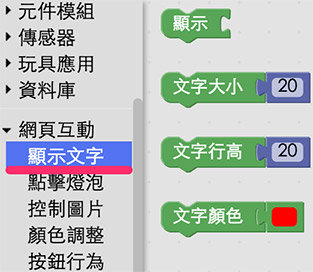 元件模組
傳感器
玩具應用
資料庫
網頁互動
顯示文字
點擊燈泡
控制圖片
顏色調整
按鈕行為
顯示
文字大小 20
文字行高 20
文字顏色